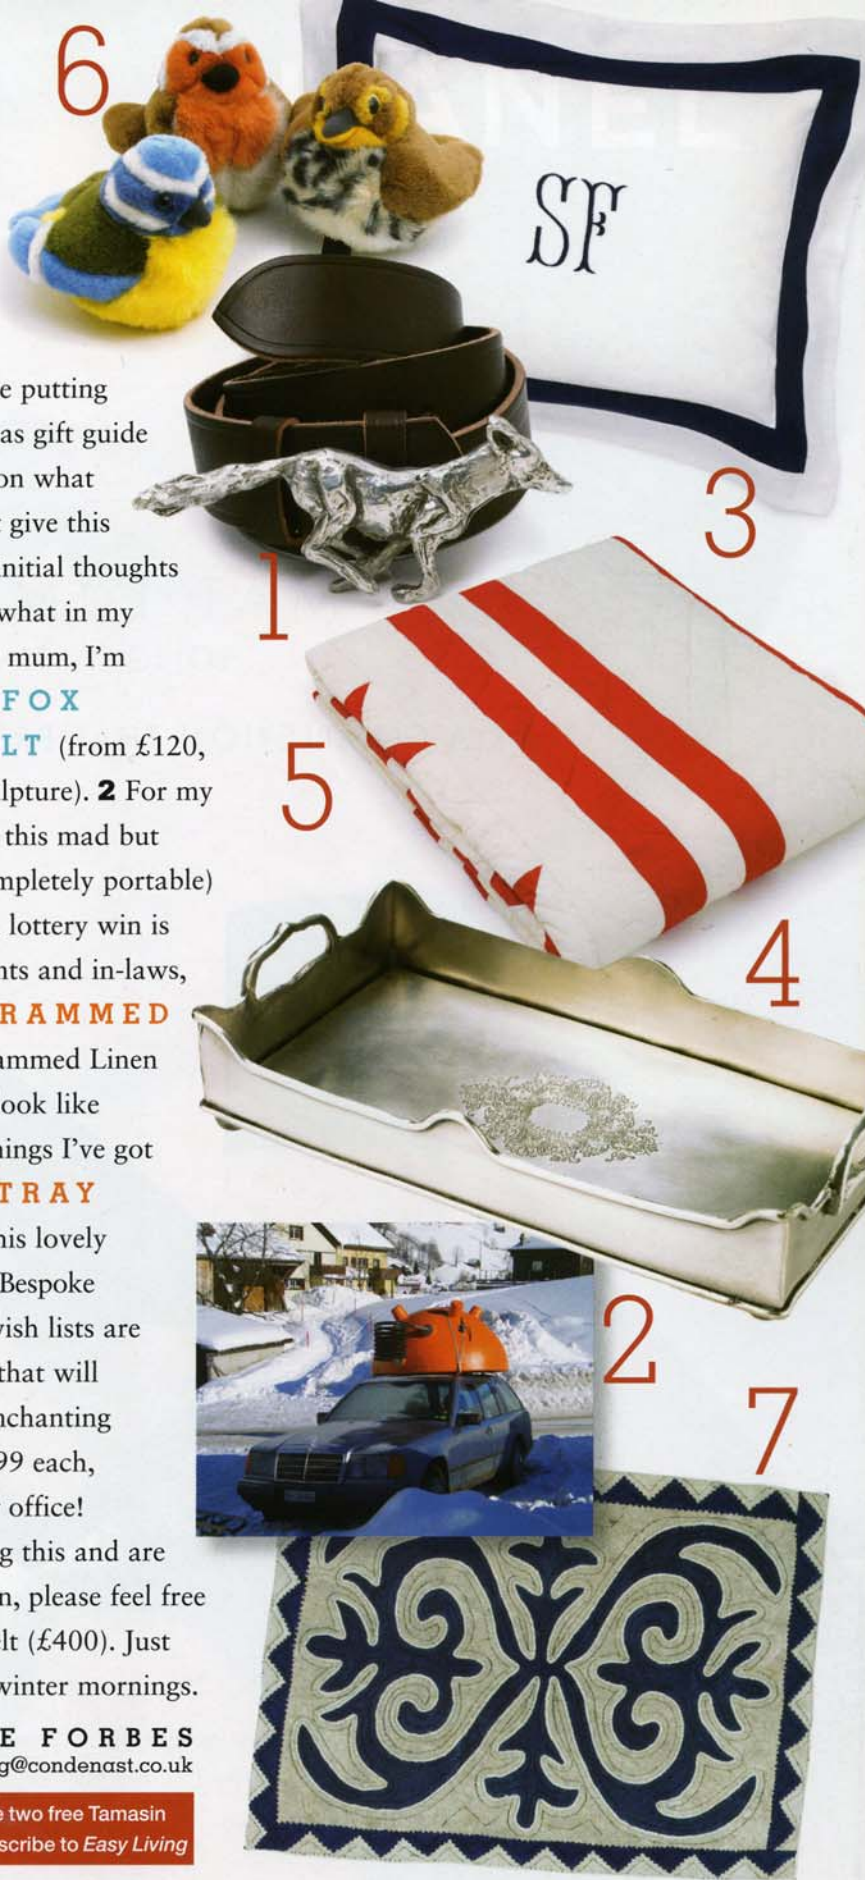 6
SF
3
1
5
4
2
7
e putting
as gift guide
on what
give this
nitial thoughts
what in my
mum, I'm
FOX
LT (from £120,
lpture). 2 For my
this mad but
mpletely portable)
lottery win is
nts and in-laws,
RAMMED
ammed Linen
ook like
ings I've got
TRAY
his lovely
Bespoke
wish lists are
that will
nchanting
99 each,
office!
g this and are
n, please feel free
elt (£400). Just
winter mornings.
E FORBES
g@condenast.co.uk
e two free Tamasin
scribe to Easy Living